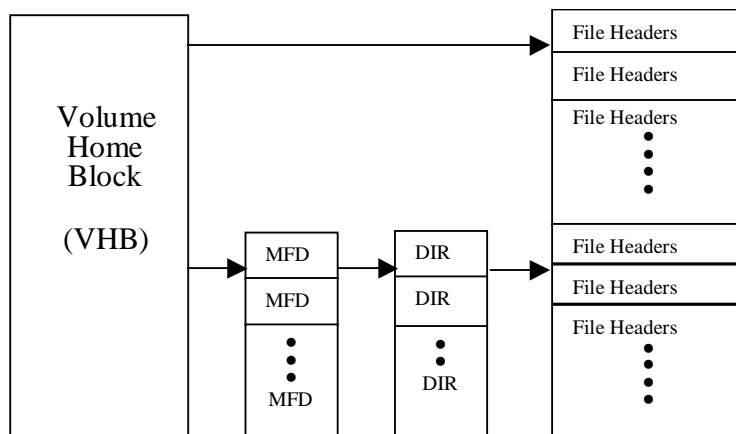 Volume
Home
Block
(VHB)
MFD
MFD
MFD
DIR
DIR
DIR
File Headers
File Headers
File Headers
File Headers
File Headers
File Headers